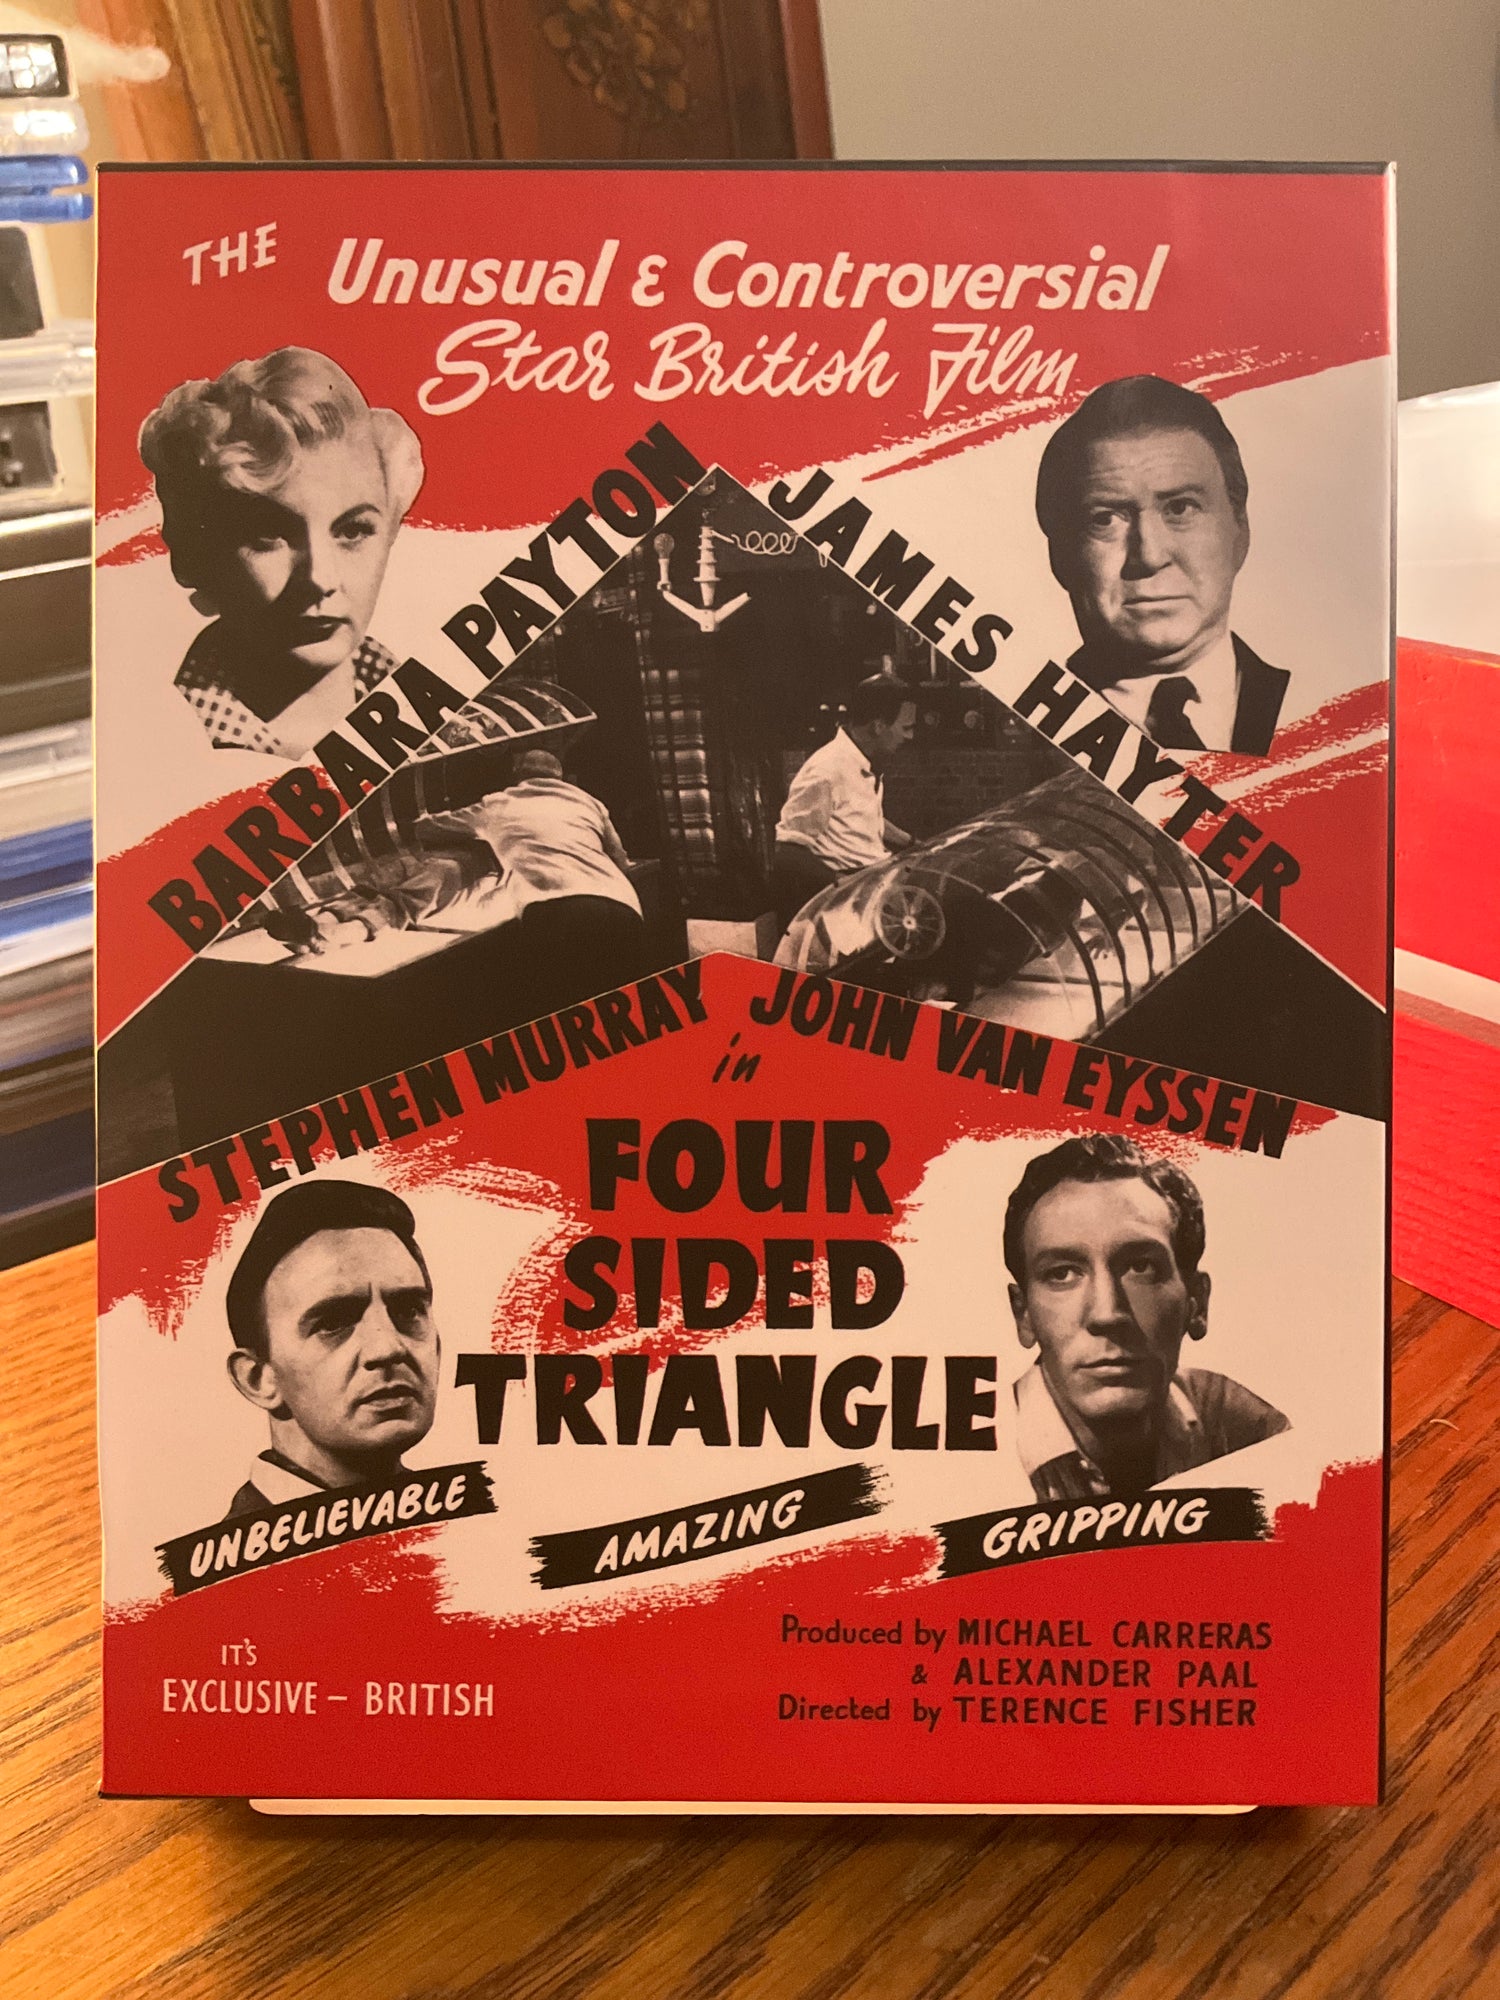 THE Unusual & Controversial
Star British Film
BARBARA PAYTON
JAMES HAYTER
STEPHEN MURRAY
JOHN VAN EYSSEN
in
FOUR
SIDED
TRIANGLE
UNBELIEVABLE
AMAZING
GRIPPING
IT'S
EXCLUSIVE - BRITISH
Produced by MICHAEL CARRERAS
& ALEXANDER PAAL
Directed by TERENCE FISHER